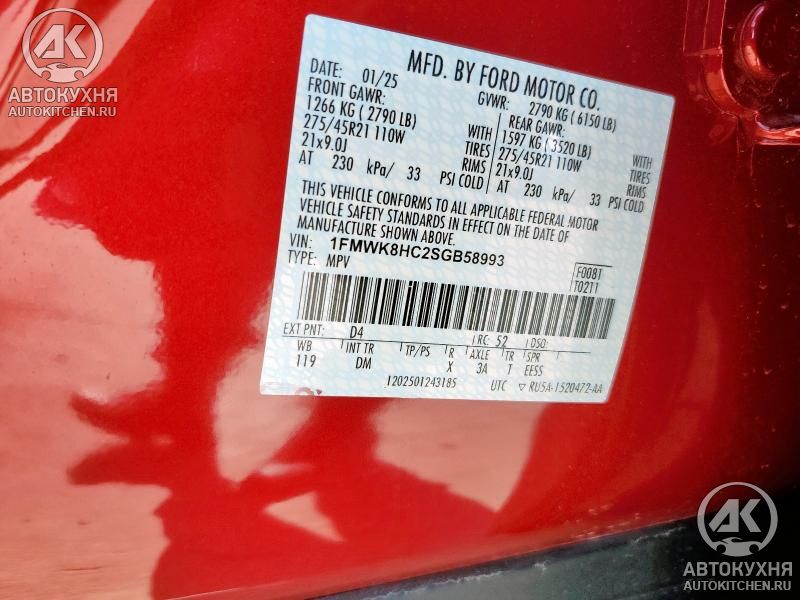 АК
АВТОКУХНЯ
AUTOKITCHEN.RU
MFD. BY FORD MOTOR CO.
DATE: 01/25 GVWR: 2790 KG ( 6150 LB)
FRONT GAWR: REAR GAWR:
1266 KG ( 2790 LB) WITH 1597 KG ( 3520 LB) WITH
275/45R21 110W TIRES 275/45R21 110W TIRES
21x9.0J RIMS 21x9.0J RIMS
AT 230 kPa/ 33 PSI COLD AT 230 kPa/ 33 PSI COLD
THIS VEHICLE CONFORMS TO ALL APPLICABLE FEDERAL MOTOR
VEHICLE SAFETY STANDARDS IN EFFECT ON THE DATE OF
MANUFACTURE SHOWN ABOVE.
VIN: 1FMWK8HC2SGB58993
TYPE: MPV
F0081
T0211
EXT PNT: D4 RC: 52 DSO:
WB INT TR TP/PS R AXLE TR SPR
119 DM X 3A T EESS
1202501243185 UTC ▽ RU5A-1520472-AA
АК
АВТОКУХНЯ
AUTOKITCHEN.RU